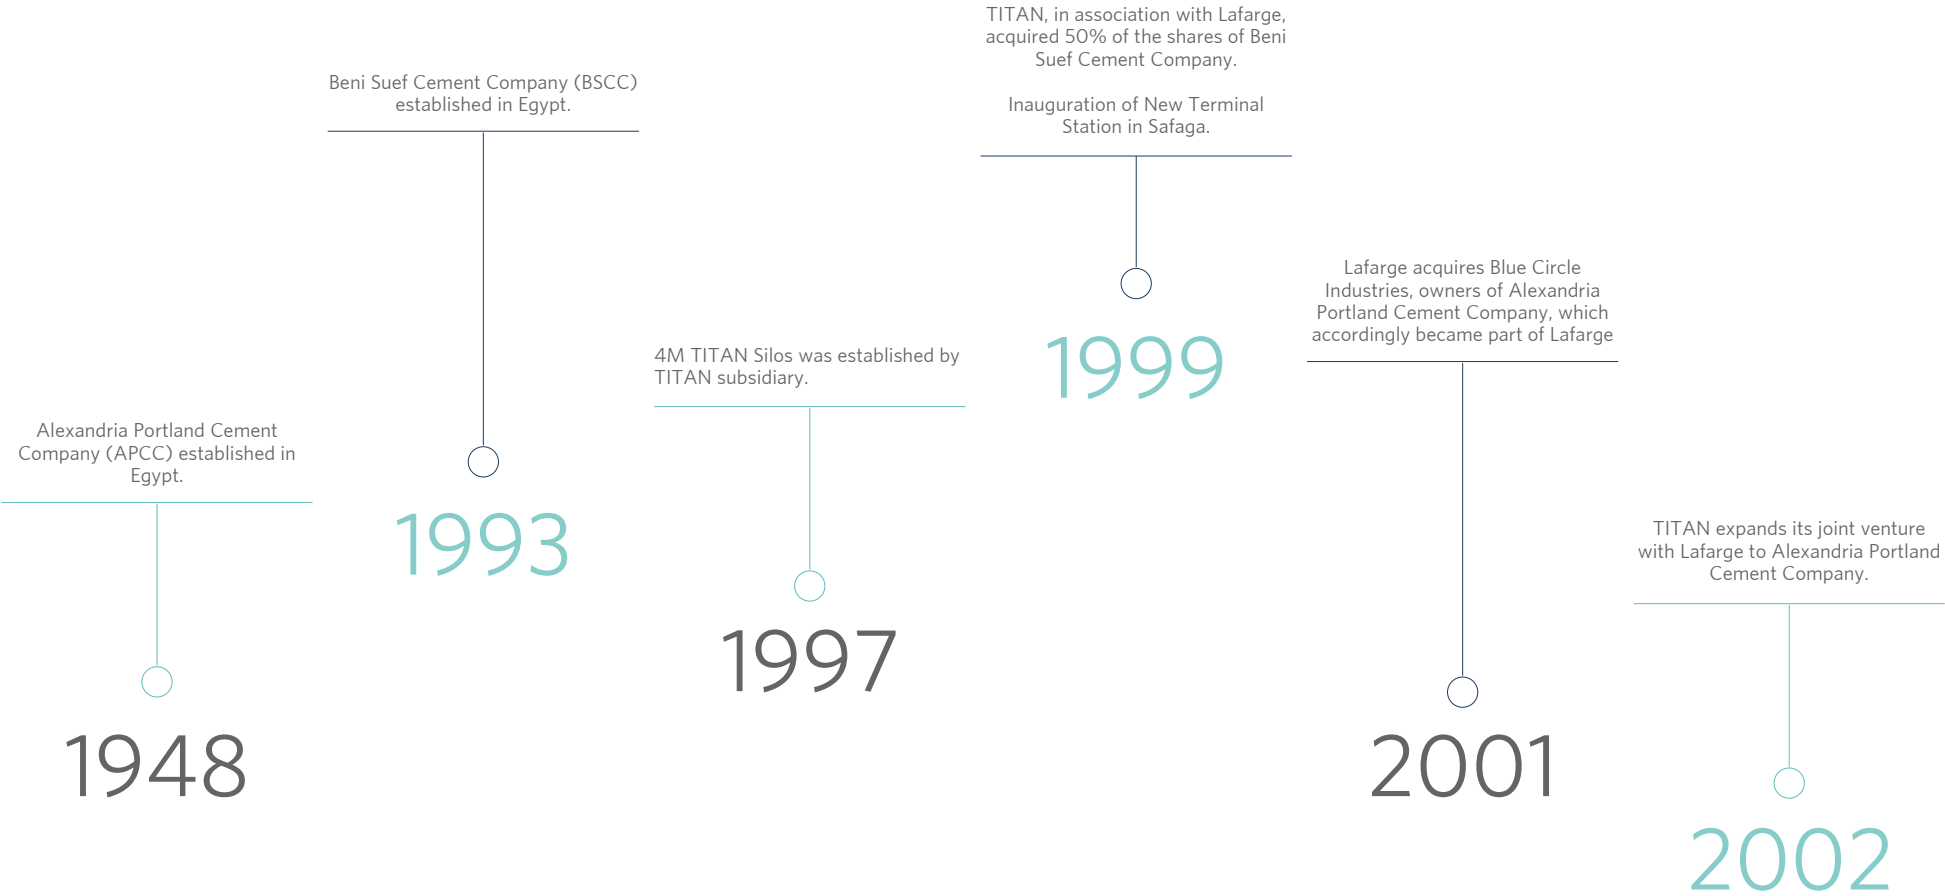 Alexandria Portland Cement
Company (APCC) established in
Egypt.
1948
Beni Suef Cement Company (BSCC)
established in Egypt.
1993
4M TITAN Silos was established by
TITAN subsidiary.
1997
TITAN, in association with Lafarge,
acquired 50% of the shares of Beni
Suef Cement Company.
Inauguration of New Terminal
Station in Safaga.
1999
Lafarge acquires Blue Circle
Industries, owners of Alexandria
Portland Cement Company, which
accordingly became part of Lafarge
2001
TITAN expands its joint venture
with Lafarge to Alexandria Portland
Cement Company.
2002